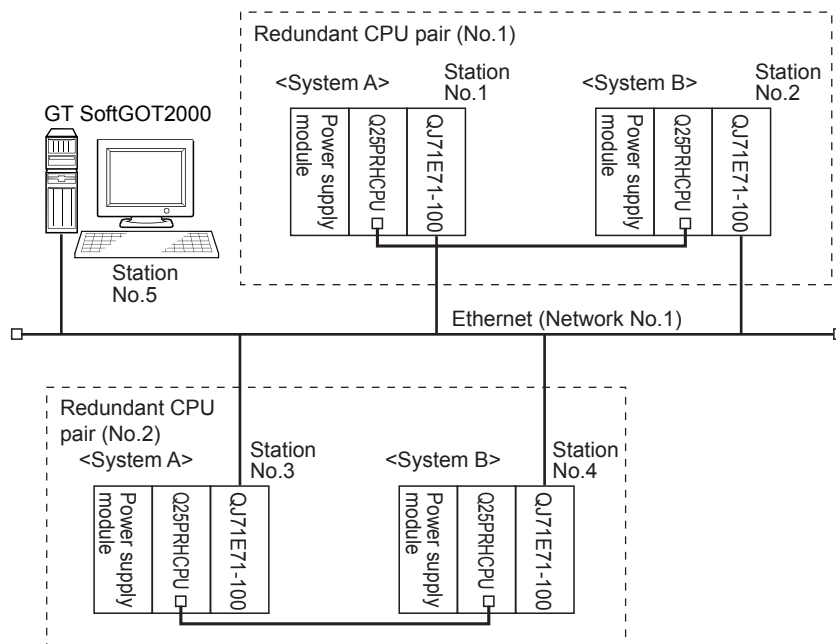 Redundant CPU pair (No.1)
<System A>
Station
No.1
<System B>
Station
No.2
GT SoftGOT2000
Power supply
module
Q25PRHCPU
QJ71E71-100
Power supply
module
Q25PRHCPU
QJ71E71-100
Station
No.5
Ethernet (Network No.1)
Redundant CPU
pair (No.2)
<System A>
Station
No.3
<System B>
Station
No.4
Power supply
module
Q25PRHCPU
QJ71E71-100
Power supply
module
Q25PRHCPU
QJ71E71-100